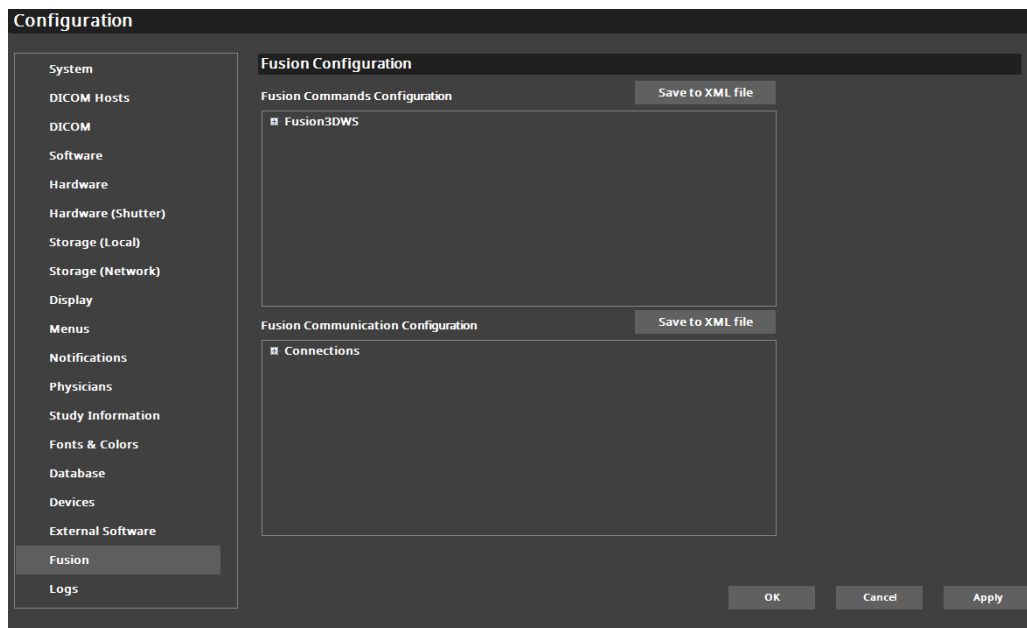 Configuration
System
DICOM Hosts
DICOM
Software
Hardware
Hardware (Shutter)
Storage (Local)
Storage (Network)
Display
Menus
Notifications
Physicians
Study Information
Fonts & Colors
Database
Devices
External Software
Fusion
Logs
Fusion Configuration
Fusion Commands Configuration
Save to XML file
Fusion3DWS
Fusion Communication Configuration
Save to XML file
Connections
OK
Cancel
Apply